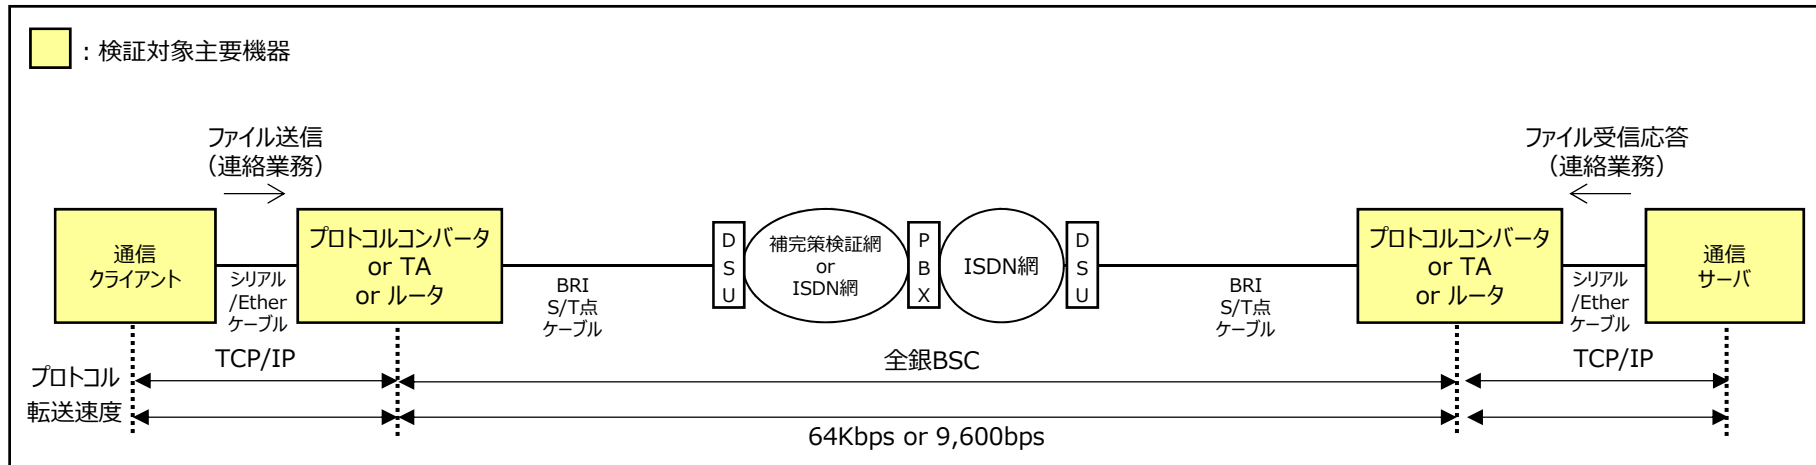 ：検証対象主要機器
ファイル送信
（連絡業務）
ファイル受信応答
（連絡業務）
通信
クライアント
シリアル
/Ether
ケーブル
プロトコルコンバータ
or TA
or ルータ
BRI
S/T点
ケーブル
DSU
補完策検証網
or
ISDN網
PBX
ISDN網
DSU
BRI
S/T点
ケーブル
プロトコルコンバータ
or TA
or ルータ
シリアル
/Ether
ケーブル
通信
サーバ
プロトコル
TCP/IP
全銀BSC
TCP/IP
転送速度
64Kbps or 9,600bps